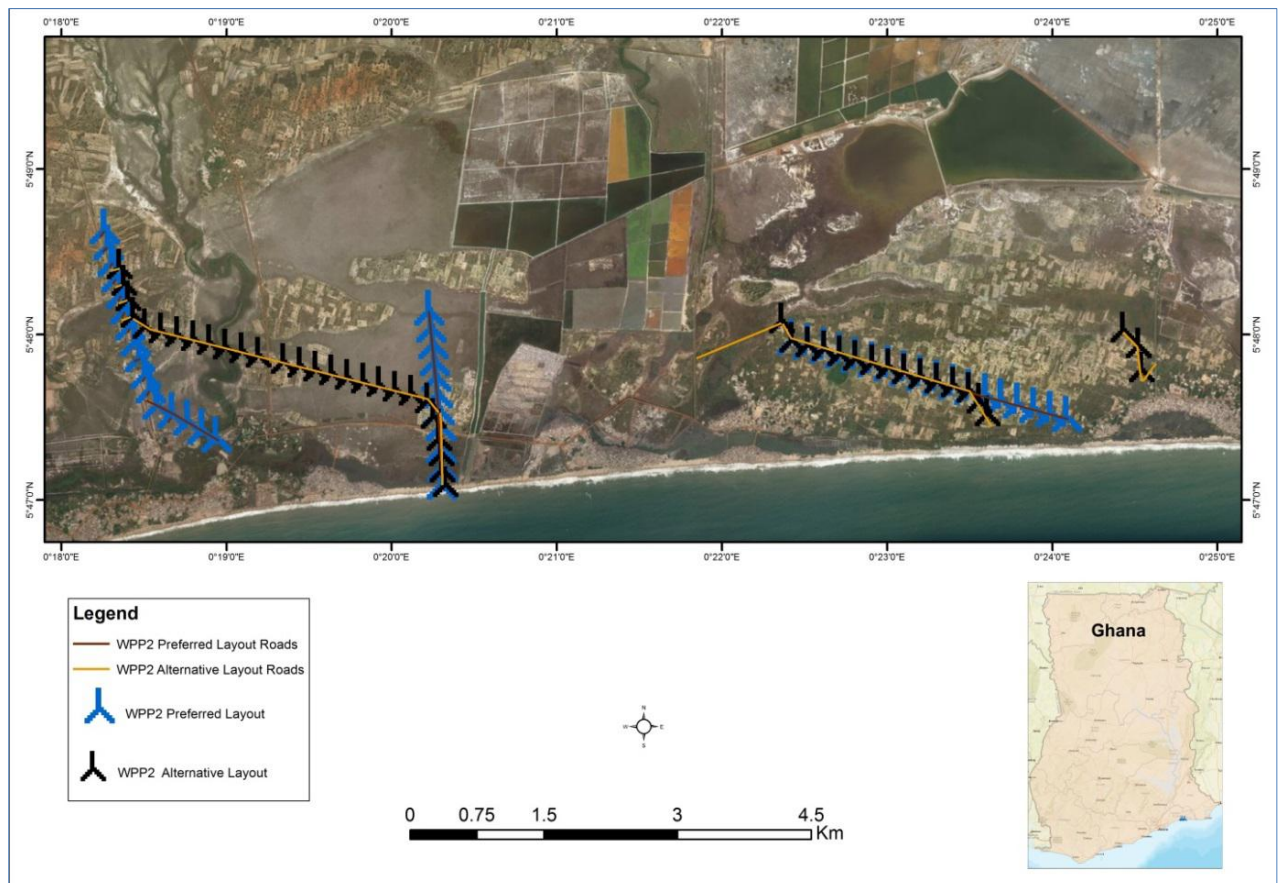 0°18'0"E 0°19'0"E 0°20'0"E 0°21'0"E 0°22'0"E 0°23'0"E 0°24'0"E 0°25'0"E
5°49'0"N 5°49'0"N
5°48'0"N 5°48'0"N
5°47'0"N 5°47'0"N
0°18'0"E 0°19'0"E 0°20'0"E 0°21'0"E 0°22'0"E 0°23'0"E 0°24'0"E 0°25'0"E
Legend
WPP2 Preferred Layout Roads
WPP2 Alternative Layout Roads
WPP2 Preferred Layout
WPP2 Alternative Layout
N
W E
S
0 0.75 1.5 3 4.5
Km
Ghana